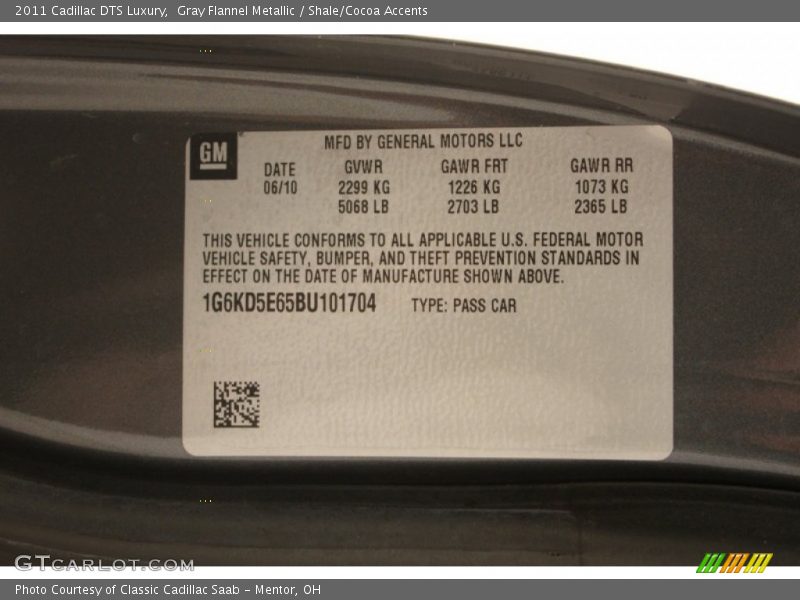 2011 Cadillac DTS Luxury,  Gray Flannel Metallic / Shale/Cocoa Accents
GM
MFD BY GENERAL MOTORS LLC
DATE GVWR GAWR FRT GAWR RR
06/10 2299 KG 1226 KG 1073 KG
5068 LB 2703 LB 2365 LB
THIS VEHICLE CONFORMS TO ALL APPLICABLE U.S. FEDERAL MOTOR
VEHICLE SAFETY, BUMPER, AND THEFT PREVENTION STANDARDS IN
EFFECT ON THE DATE OF MANUFACTURE SHOWN ABOVE.
1G6KD5E65BU101704 TYPE: PASS CAR
GTCARLOT.COM
Photo Courtesy of Classic Cadillac Saab - Mentor, OH